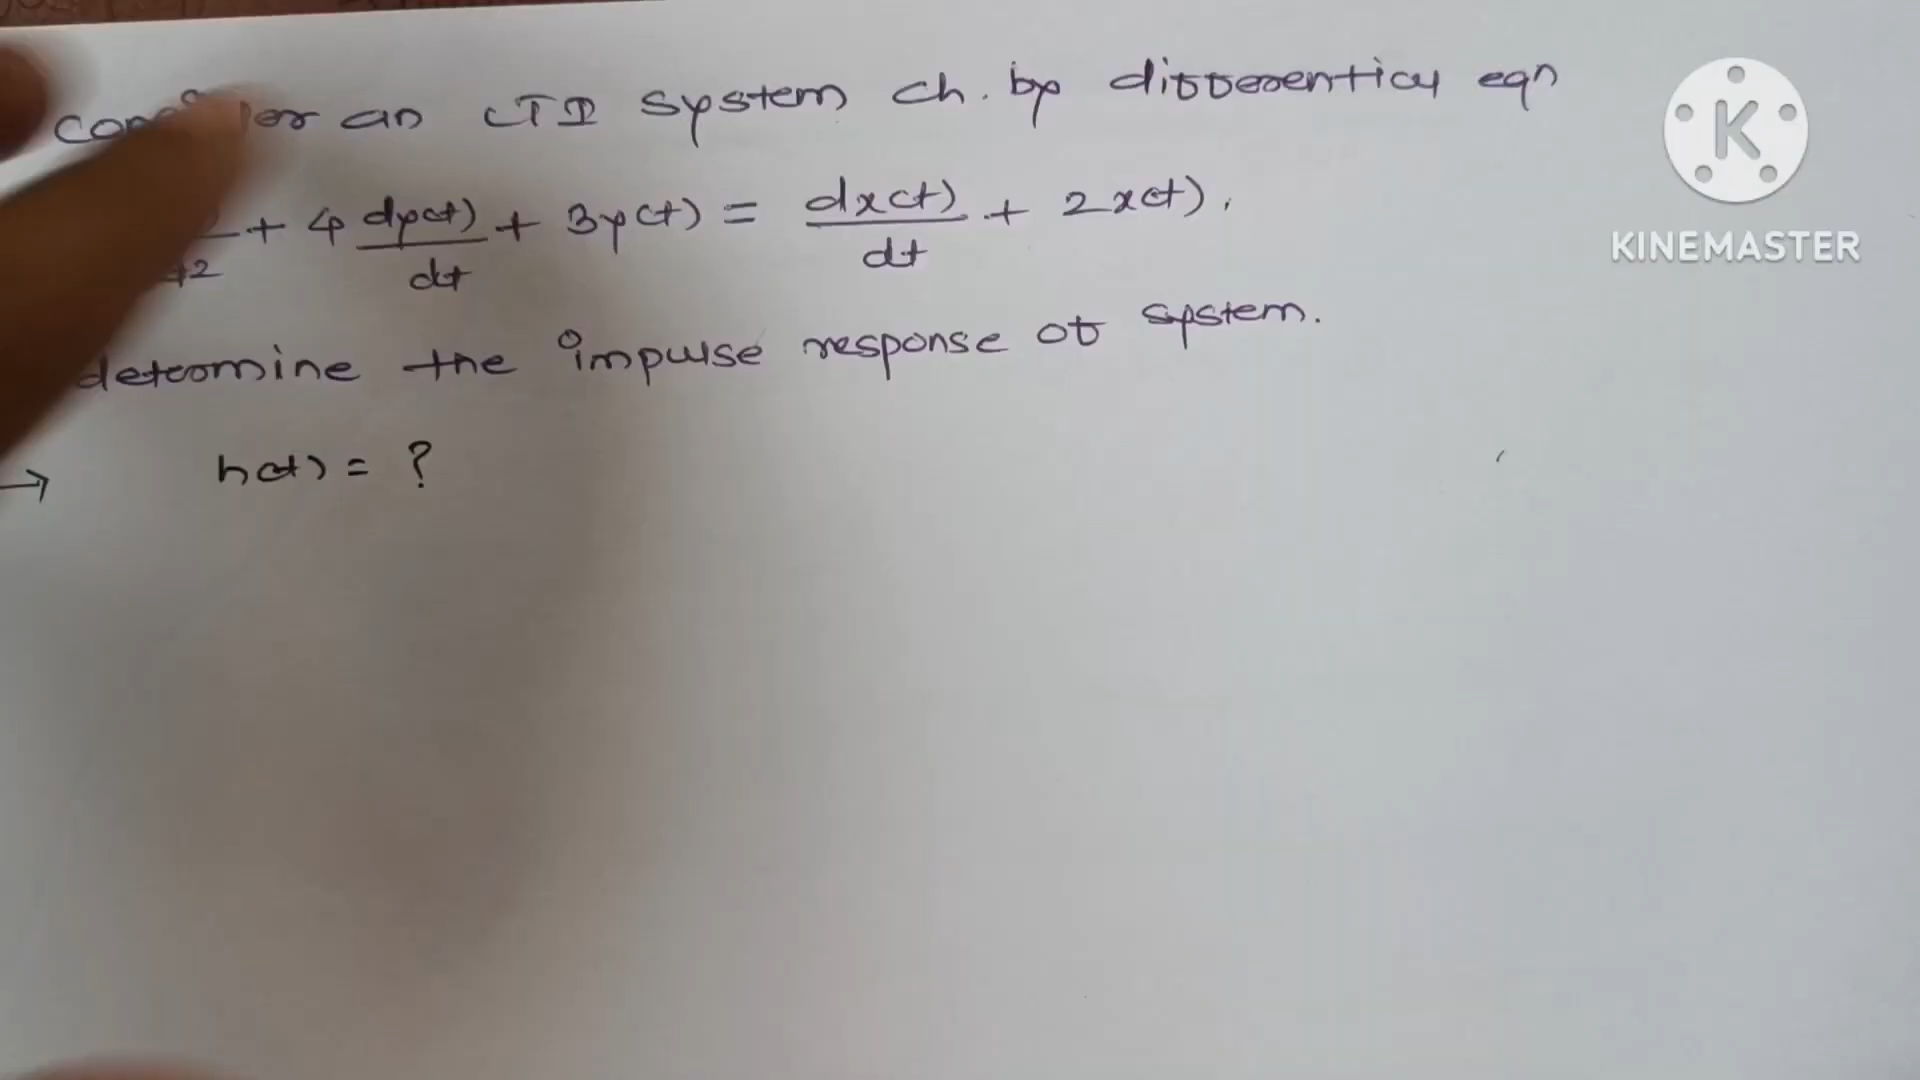 an LTI system ch. by differential eqn
+ 4 dy(t)/dt + 3y(t) = dx(t)/dt + 2x(t).
determine the impulse response of system.
→ h(t) = ?
K
KINEMASTER